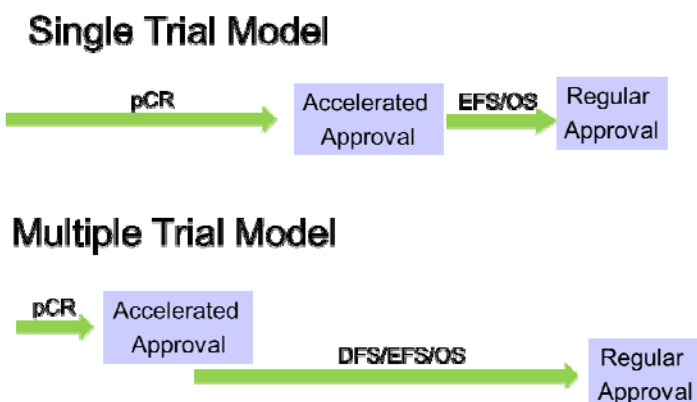 Single Trial Model
pCR
Accelerated
Approval
EFS/OS
Regular
Approval
Multiple Trial Model
pCR
Accelerated
Approval
DFS/EFS/OS
Regular
Approval